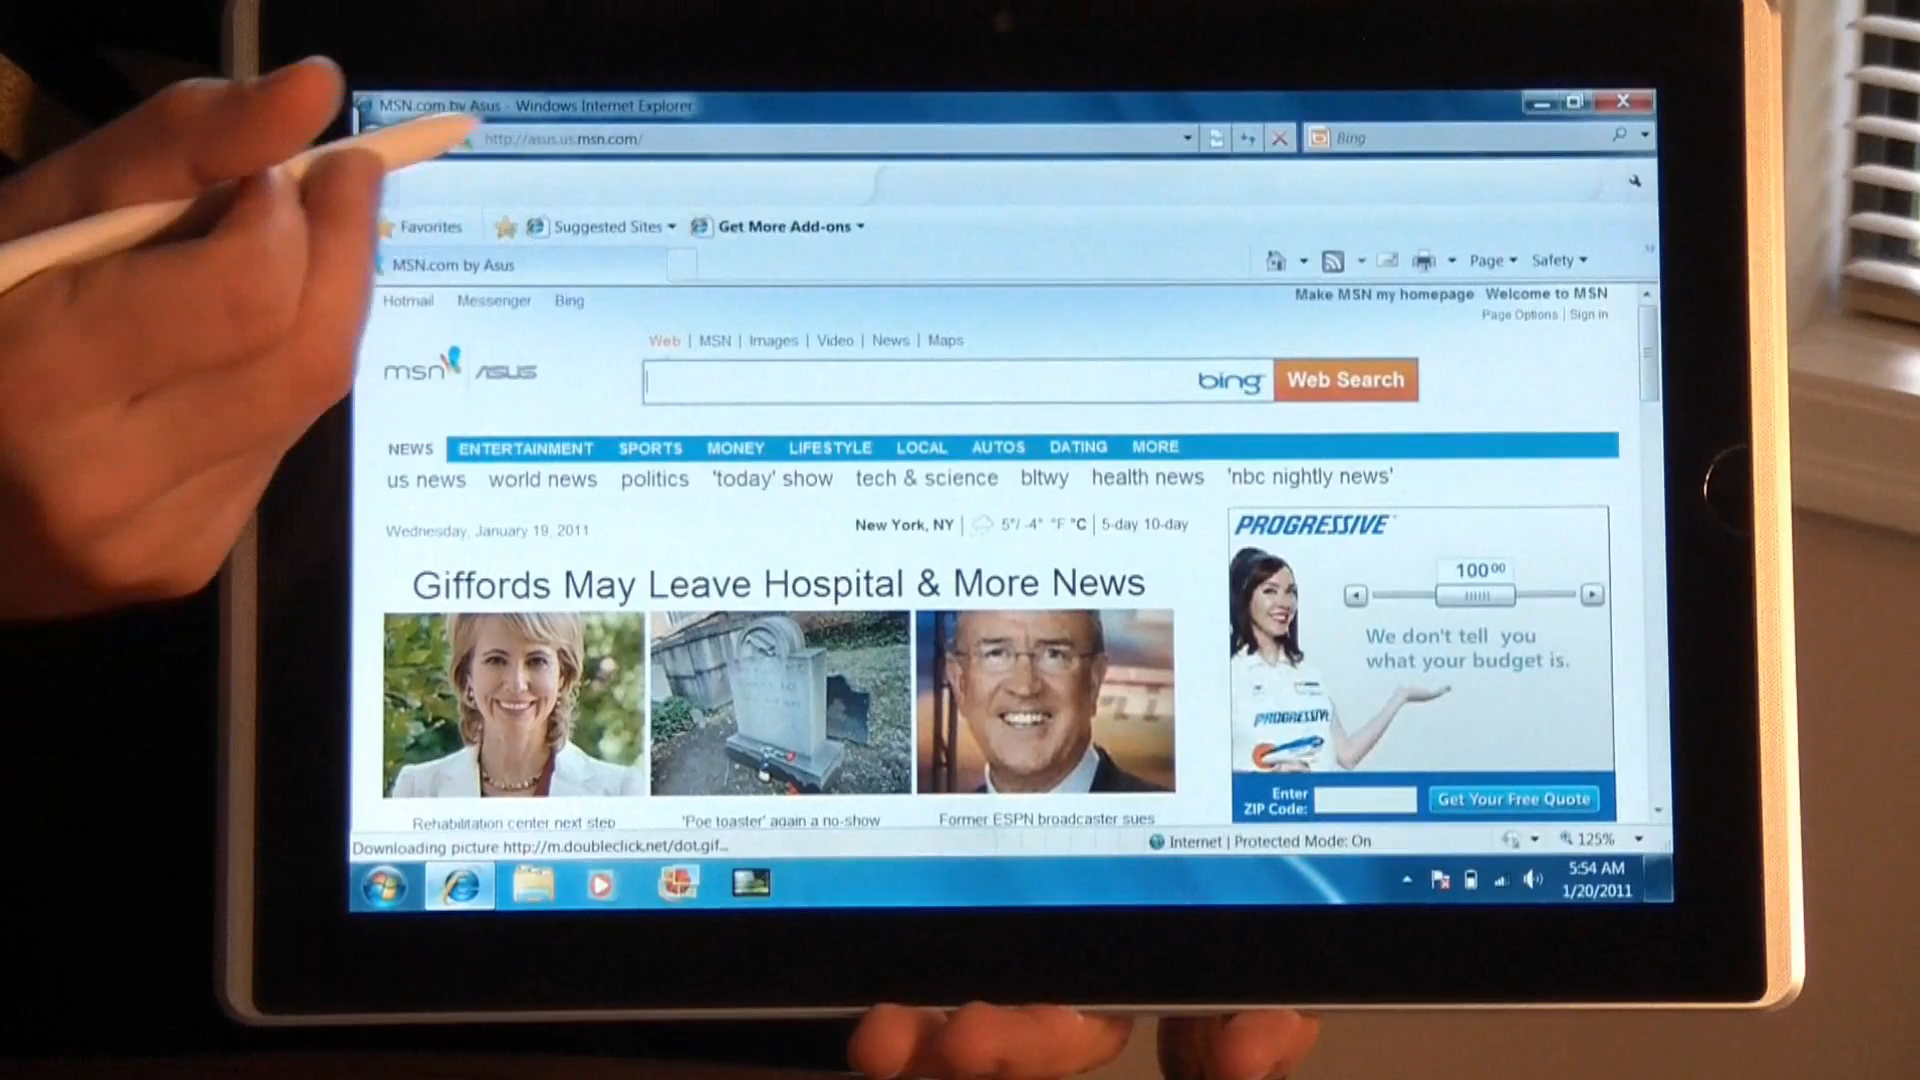 MSN.com by Asus - Windows Internet Explorer
http://asus.us.msn.com/
Bing
Favorites
Suggested Sites
Get More Add-ons
MSN.com by Asus
Page
Safety
Hotmail Messenger Bing
Make MSN my homepage Welcome to MSN
Page Options | Sign in
Web | MSN | Images | Video | News | Maps
msn ASUS
bing
Web Search
NEWS ENTERTAINMENT SPORTS MONEY LIFESTYLE LOCAL AUTOS DATING MORE
us news world news politics 'today' show tech & science bltwy health news 'nbc nightly news'
Wednesday, January 19, 2011
New York, NY | 5°/ -4° °F °C | 5-day 10-day
PROGRESSIVE
Giffords May Leave Hospital & More News
100 00
We don't tell you
what your budget is.
PROGRESSIVE
Enter
ZIP Code:
Get Your Free Quote
Rehabilitation center next step
'Poe toaster' again a no-show
Former ESPN broadcaster sues
Downloading picture http://m.doubleclick.net/dot.gif...
Internet | Protected Mode: On
125%
5:54 AM
1/20/2011